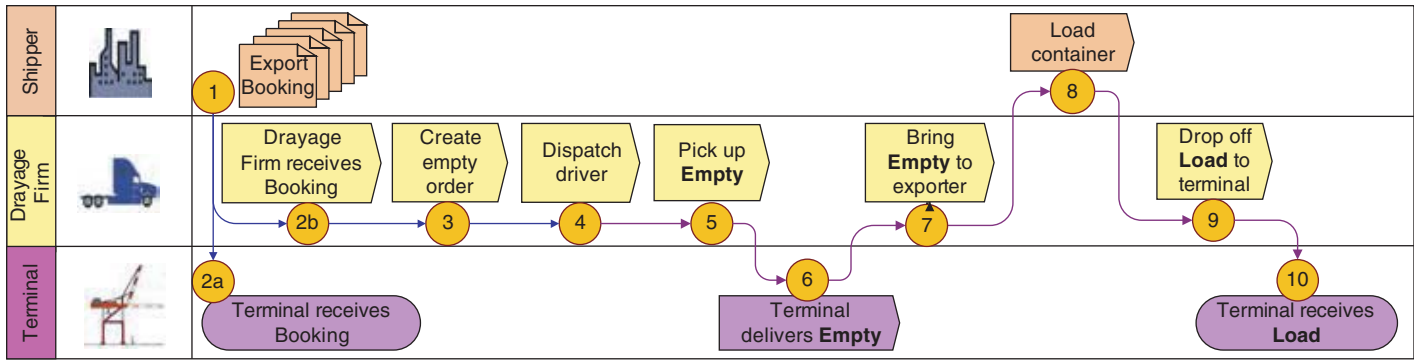 Shipper
1
Export
Booking
Load
container
8
Drayage
Firm
Drayage
Firm receives
Booking
2b
Create
empty
order
3
Dispatch
driver
4
Pick up
Empty
5
Bring
Empty to
exporter
7
Drop off
Load to
terminal
9
Terminal
2a
Terminal receives
Booking
6
Terminal
delivers Empty
10
Terminal receives
Load